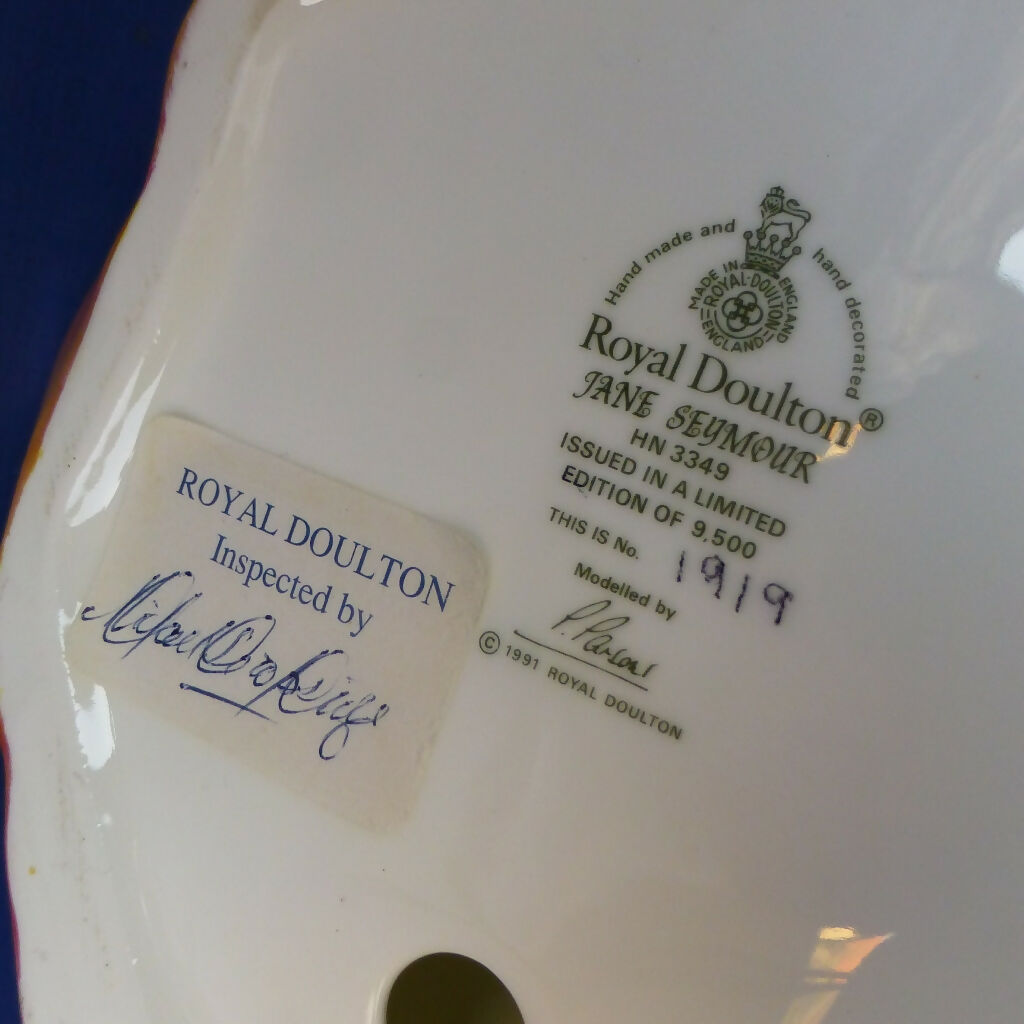 Hand made and hand decorated
MADE IN ENGLAND
ROYAL-DOULTON
ENGLAND
Royal Doulton®
JANE SEYMOUR
HN 3349
ISSUED IN A LIMITED
EDITION OF 9,500
THIS IS No. 1919
Modelled by
P. Parsons
© 1991 ROYAL DOULTON
ROYAL DOULTON
Inspected by